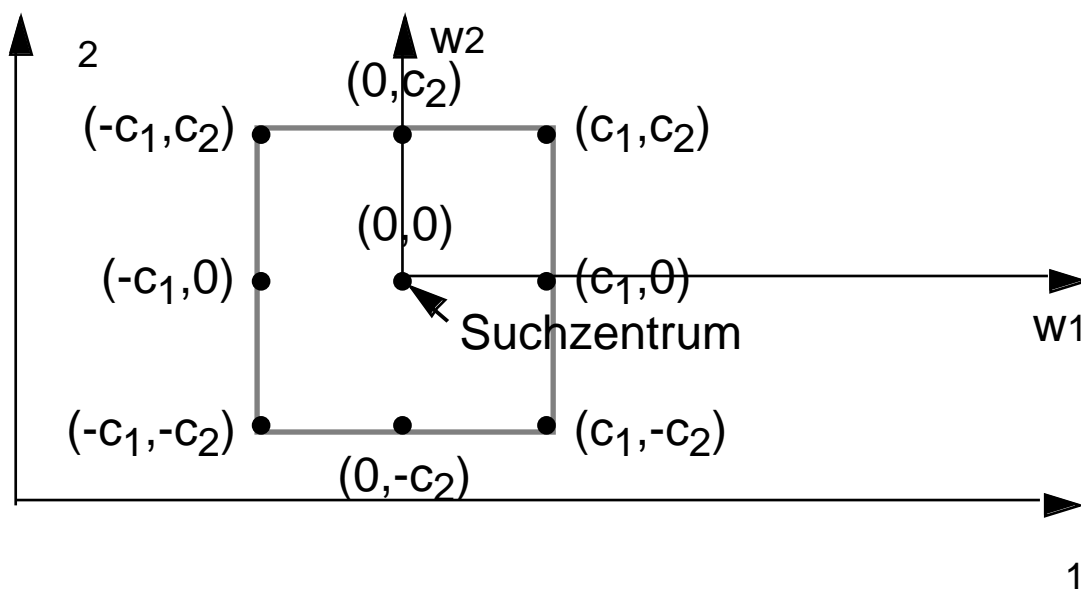 2
w2
(0,c2)
(-c1,c2)
(c1,c2)
(0,0)
(-c1,0)
(c1,0)
Suchzentrum
w1
(-c1,-c2)
(c1,-c2)
(0,-c2)
1